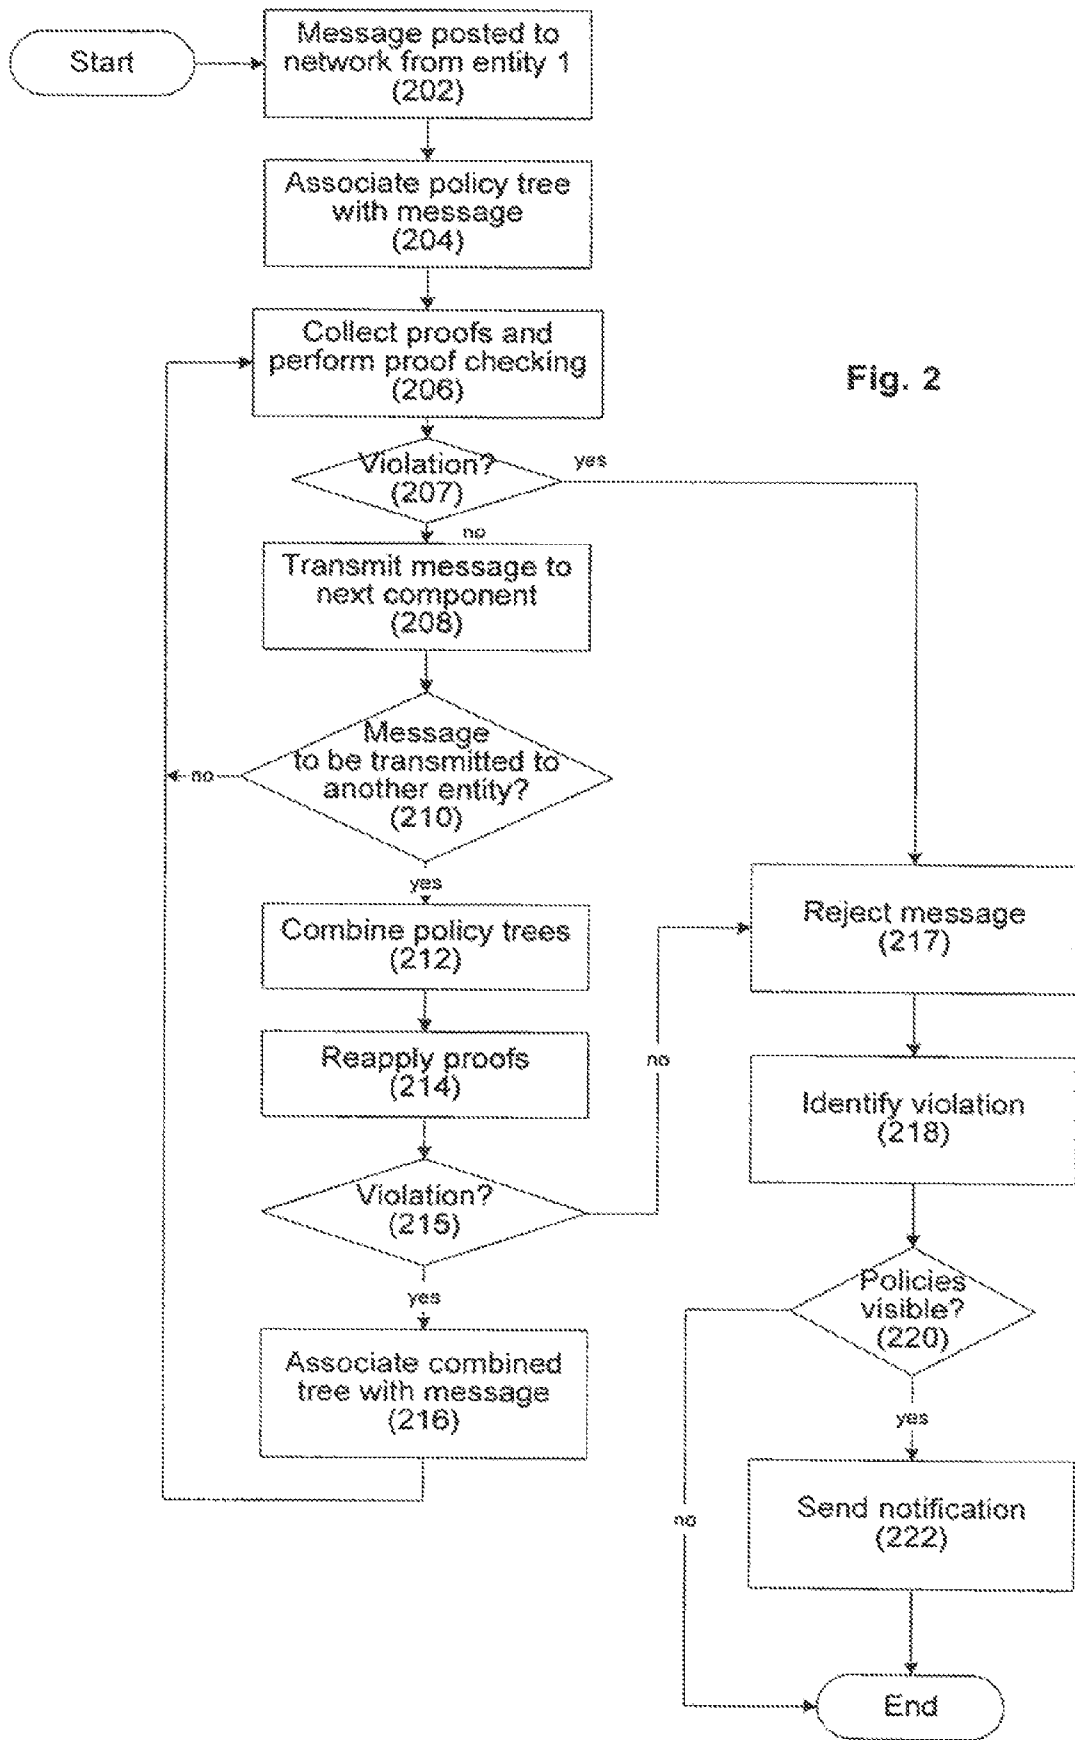 Start
Message posted to
network from entity 1
(202)
Associate policy tree
with message
(204)
Collect proofs and
perform proof checking
(206)
Fig. 2
Violation?
(207)
yes
no
Transmit message to
next component
(208)
Message
to be transmitted to
another entity?
(210)
no
yes
Combine policy trees
(212)
Reapply proofs
(214)
Violation?
(215)
no
yes
Associate combined
tree with message
(216)
Reject message
(217)
Identify violation
(218)
Policies
visible?
(220)
yes
no
Send notification
(222)
End